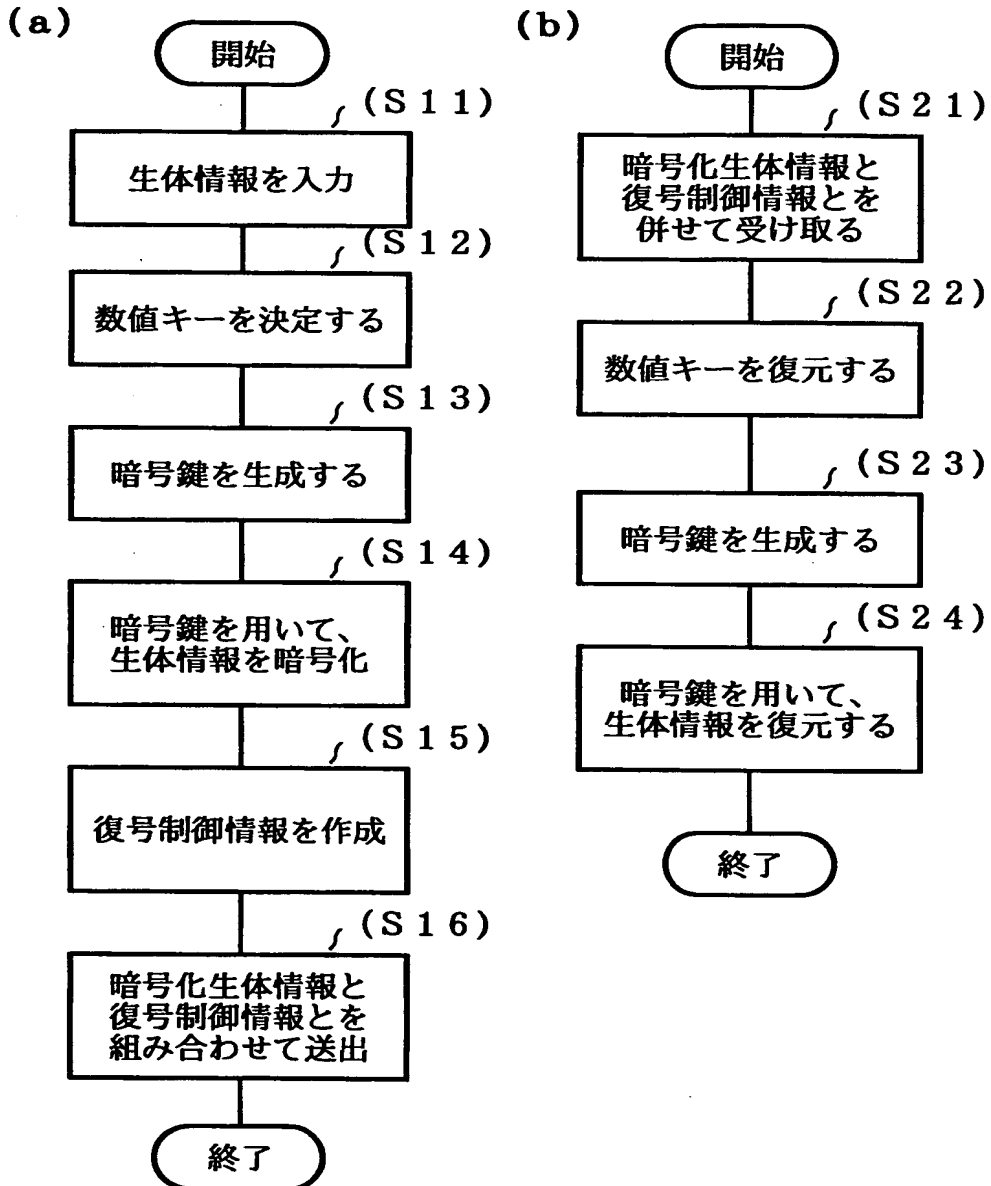 (a)
開始
(S11)
生体情報を入力
(S12)
数値キーを決定する
(S13)
暗号鍵を生成する
(S14)
暗号鍵を用いて、
生体情報を暗号化
(S15)
復号制御情報を作成
(S16)
暗号化生体情報と
復号制御情報とを
組み合わせて送出
終了
(b)
開始
(S21)
暗号化生体情報と
復号制御情報とを
併せて受け取る
(S22)
数値キーを復元する
(S23)
暗号鍵を生成する
(S24)
暗号鍵を用いて、
生体情報を復元する
終了